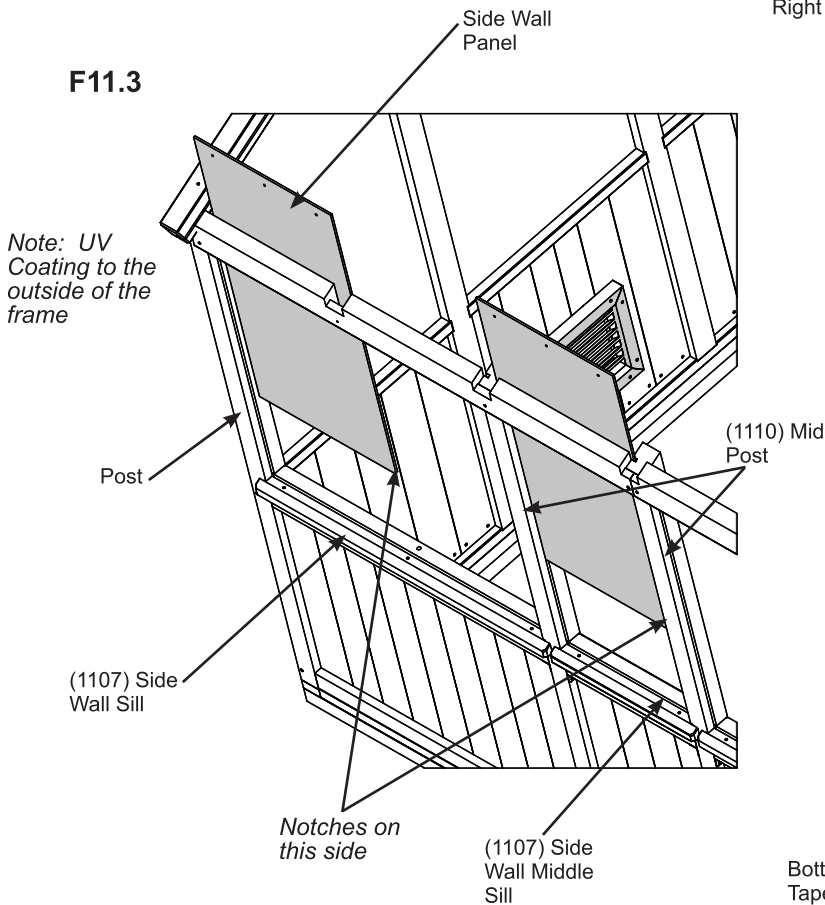 Right
Side Wall
Panel
F11.3
Note: UV
Coating to the
outside of the
frame
(1110) Mid
Post
Post
(1107) Side
Wall Sill
Notches on
this side
(1107) Side
Wall Middle
Sill
Bott
Tape